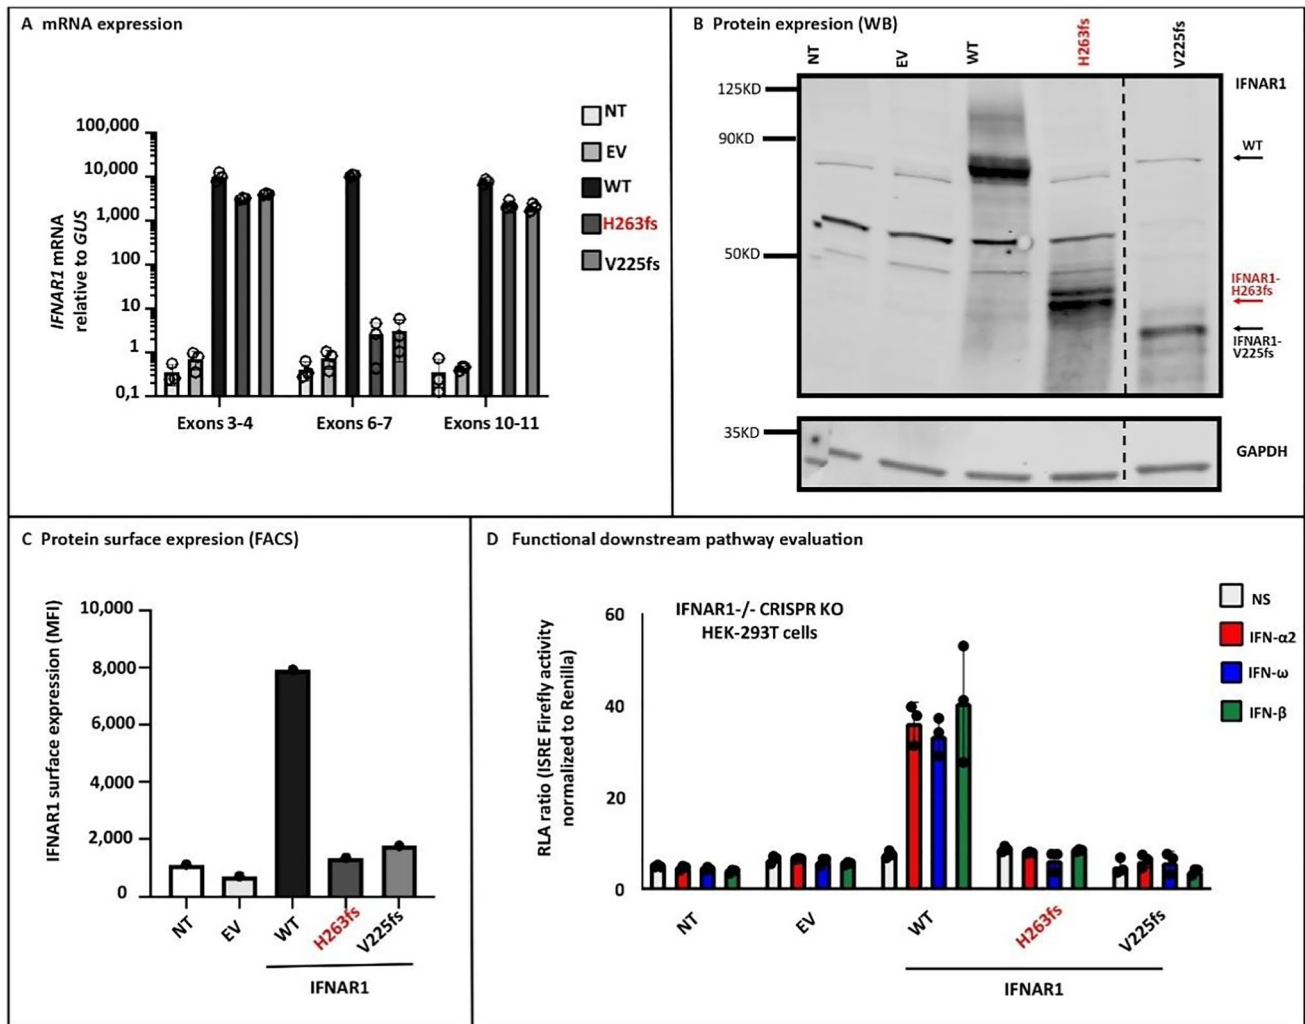 A mRNA expression
100,000
10,000
1,000
100
10
1
0,1
IFNAR1 mRNA
relative to GUS
Exons 3-4
Exons 6-7
Exons 10-11
NT
EV
WT
H263fs
V225fs
B Protein expresion (WB)
NT
EV
WT
H263fs
V225fs
125KD
90KD
50KD
35KD
IFNAR1
WT
IFNAR1-
H263fs
IFNAR1-
V225fs
GAPDH
C Protein surface expresion (FACS)
IFNAR1 surface expression (MFI)
10,000
8,000
6,000
4,000
2,000
0
NT
EV
WT
H263fs
V225fs
IFNAR1
D Functional downstream pathway evaluation
IFNAR1-/- CRISPR KO
HEK-293T cells
RLA ratio (ISRE Firefly activity
normalized to Renilla)
60
40
20
0
NT
EV
WT
H263fs
V225fs
IFNAR1
NS
IFN-α2
IFN-ω
IFN-β